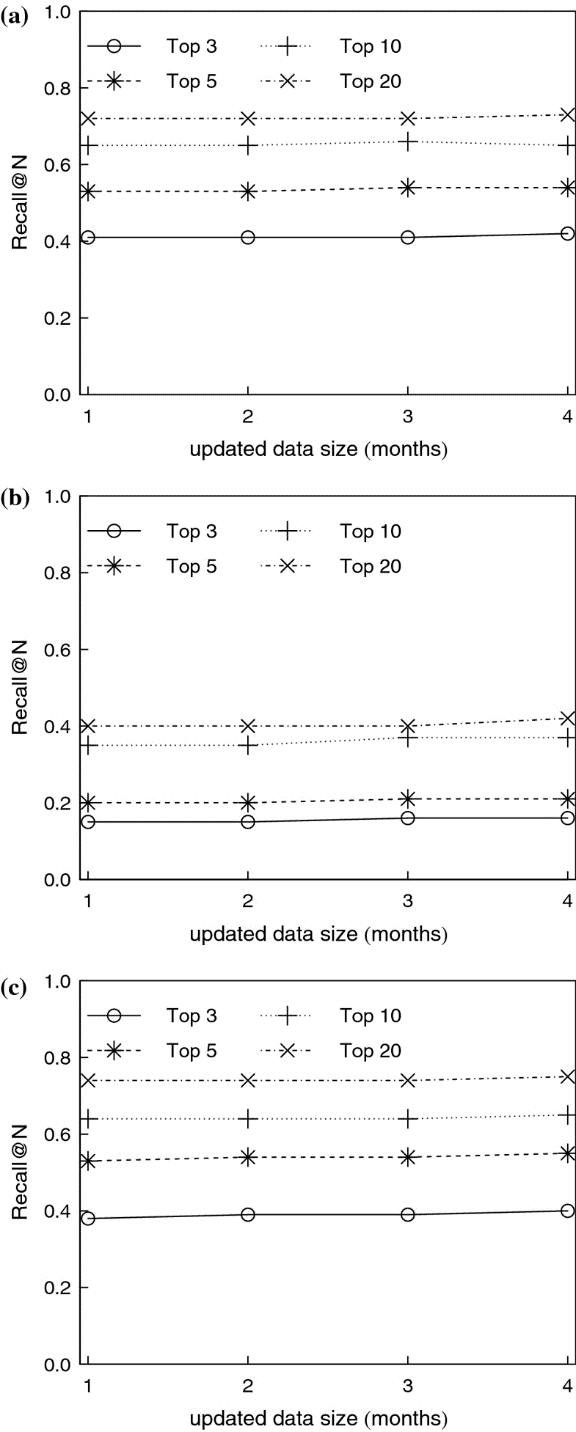 (a)
1.0
Top 3 Top 10
Top 5 Top 20
0.8
0.6
0.4
0.2
0.0
Recall@N
1 2 3 4
updated data size (months)
(b)
1.0
Top 3 Top 10
Top 5 Top 20
0.8
0.6
0.4
0.2
0.0
Recall@N
1 2 3 4
updated data size (months)
(c)
1.0
Top 3 Top 10
Top 5 Top 20
0.8
0.6
0.4
0.2
0.0
Recall@N
1 2 3 4
updated data size (months)